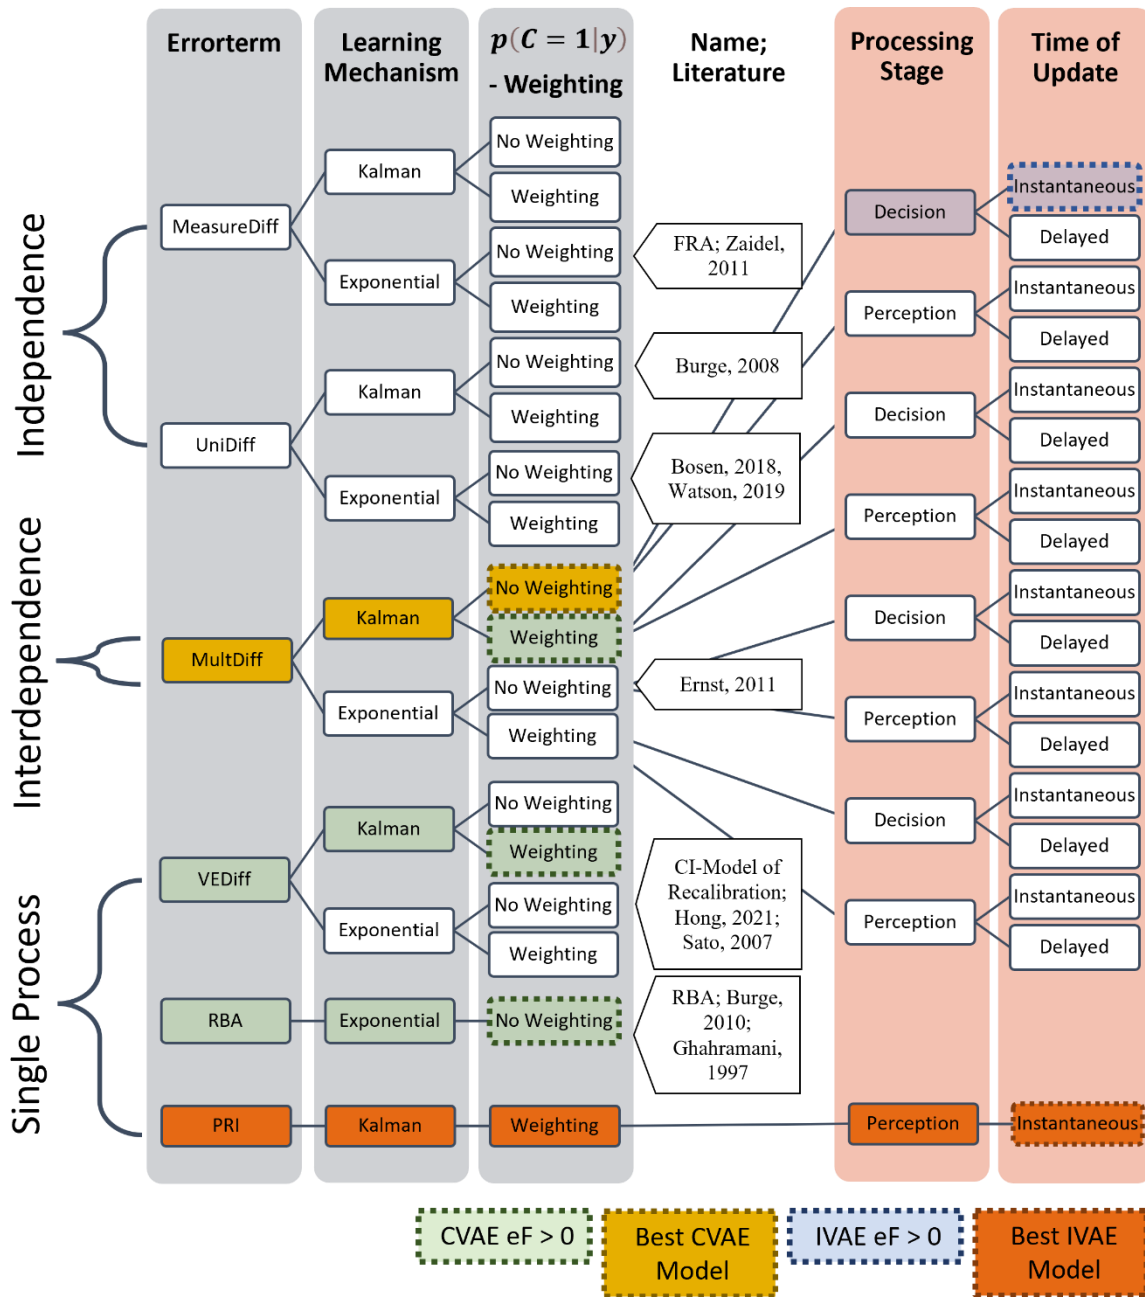 Errorterm
Learning
Mechanism
p(C = 1|y)
- Weighting
Name;
Literature
Processing
Stage
Time of
Update
Independence
Interdependence
Single Process
MeasureDiff
UniDiff
MultDiff
VEDiff
RBA
PRI
Kalman
Exponential
Kalman
Exponential
Kalman
Exponential
Kalman
Exponential
Exponential
Kalman
No Weighting
Weighting
No Weighting
Weighting
No Weighting
Weighting
No Weighting
Weighting
No Weighting
Weighting
No Weighting
Weighting
No Weighting
Weighting
No Weighting
Weighting
No Weighting
Weighting
FRA; Zaidel,
2011
Burge, 2008
Bosen, 2018,
Watson, 2019
Ernst, 2011
CI-Model of
Recalibration;
Hong, 2021;
Sato, 2007
RBA; Burge,
2010;
Ghahramani,
1997
Decision
Perception
Decision
Perception
Decision
Perception
Decision
Perception
Perception
Instantaneous
Delayed
Instantaneous
Delayed
Instantaneous
Delayed
Instantaneous
Delayed
Instantaneous
Delayed
Instantaneous
Delayed
Instantaneous
Delayed
Instantaneous
Delayed
Instantaneous
CVAE eF > 0
Best CVAE
Model
IVAE eF > 0
Best IVAE
Model